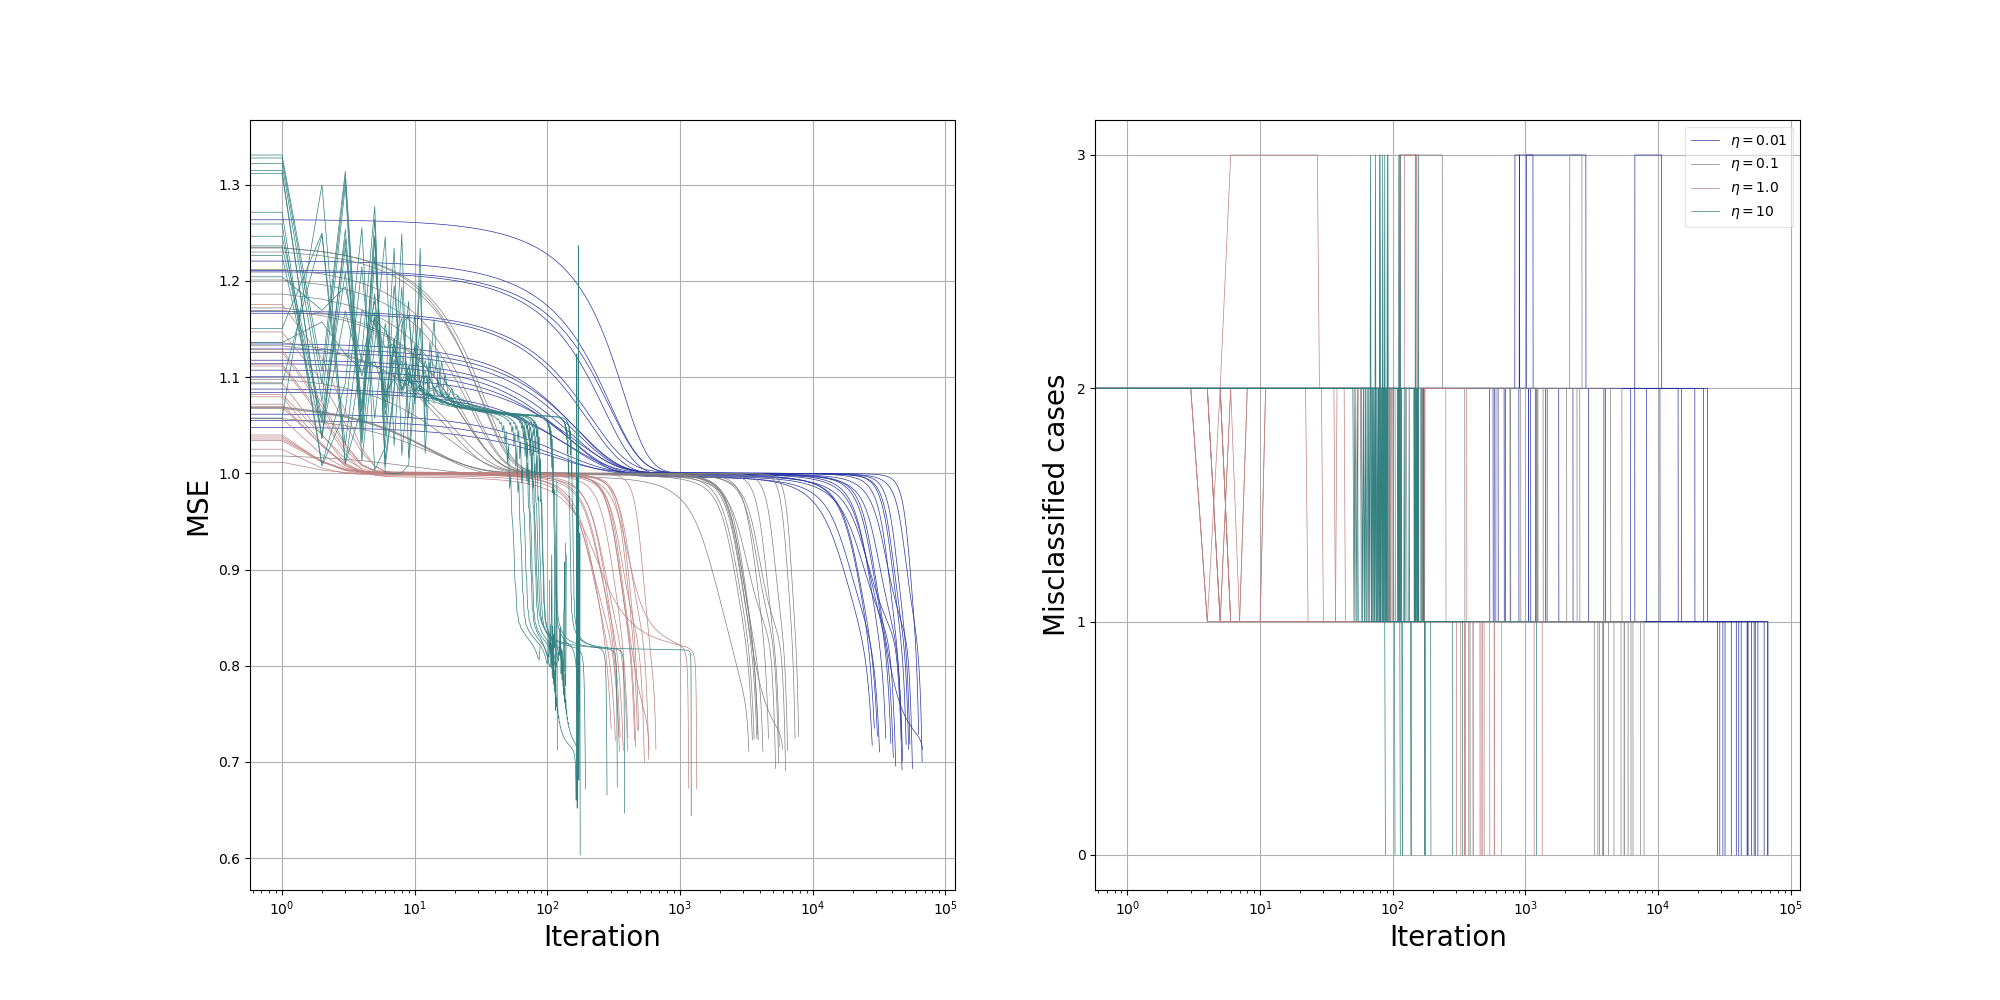 MSE
1.3
1.2
1.1
1.0
0.9
0.8
0.7
0.6
10⁰ 10¹ 10² 10³ 10⁴ 10⁵
Iteration
Misclassified cases
3
2
1
0
10⁰ 10¹ 10² 10³ 10⁴ 10⁵
Iteration
η = 0.01
η = 0.1
η = 1.0
η = 10